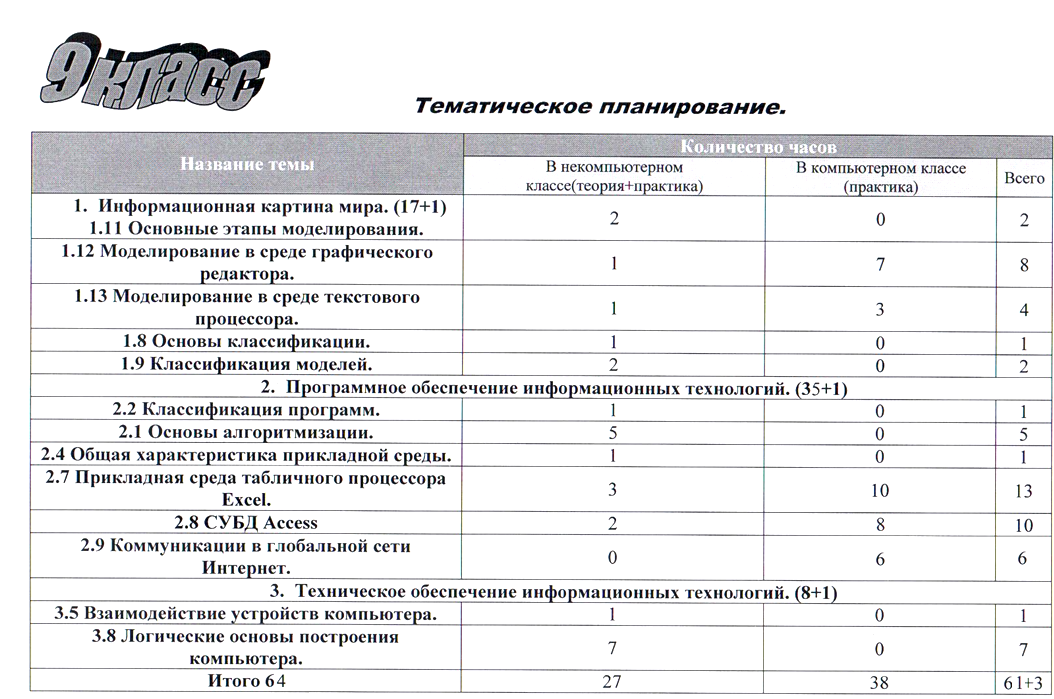 9 класс
Тематическое планирование.
Название темы
Количество часов
В некомпьютерном
классе(теория+практика)
В компьютерном классе
(практика)
Всего
1. Информационная картина мира. (17+1)
1.11 Основные этапы моделирования.
2
0
2
1.12 Моделирование в среде графического
редактора.
1
7
8
1.13 Моделирование в среде текстового
процессора.
1
3
4
1.8 Основы классификации.
1
0
1
1.9 Классификация моделей.
2
0
2
2. Программное обеспечение информационных технологий. (35+1)
2.2 Классификация программ.
1
0
1
2.1 Основы алгоритмизации.
5
0
5
2.4 Общая характеристика прикладной среды.
1
0
1
2.7 Прикладная среда табличного процессора
Excel.
3
10
13
2.8 СУБД Access
2
8
10
2.9 Коммуникации в глобальной сети
Интернет.
0
6
6
3. Техническое обеспечение информационных технологий. (8+1)
3.5 Взаимодействие устройств компьютера.
1
0
1
3.8 Логические основы построения
компьютера.
7
0
7
Итого 64
27
38
61+3